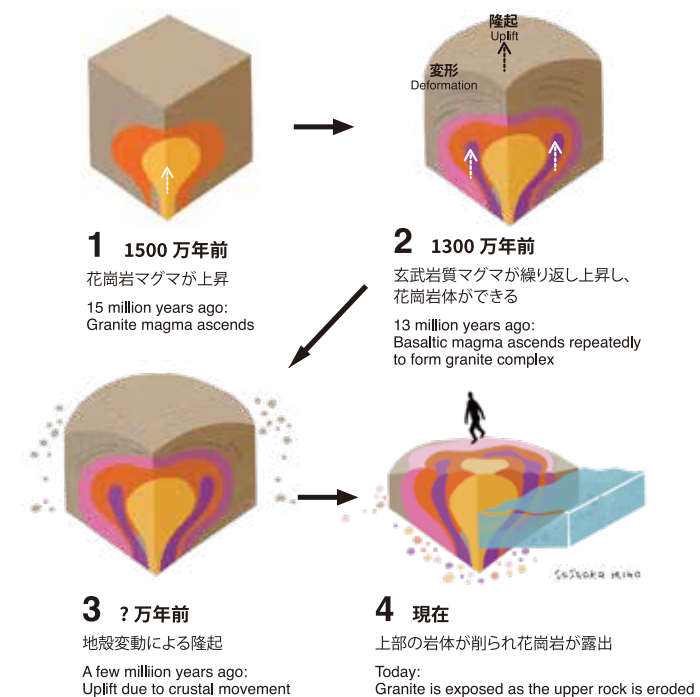 隆起
Uplift
変形
Deformation
1 1500 万年前
花崗岩マグマが上昇
15 million years ago:
Granite magma ascends
2 1300 万年前
玄武岩質マグマが繰り返し上昇し、
花崗岩体ができる
13 million years ago:
Basaltic magma ascends repeatedly
to form granite complex
3 ? 万年前
地殻変動による隆起
A few milliion years ago:
Uplift due to crustal movement
4 現在
上部の岩体が削られ花崗岩が露出
Today:
Granite is exposed as the upper rock is eroded